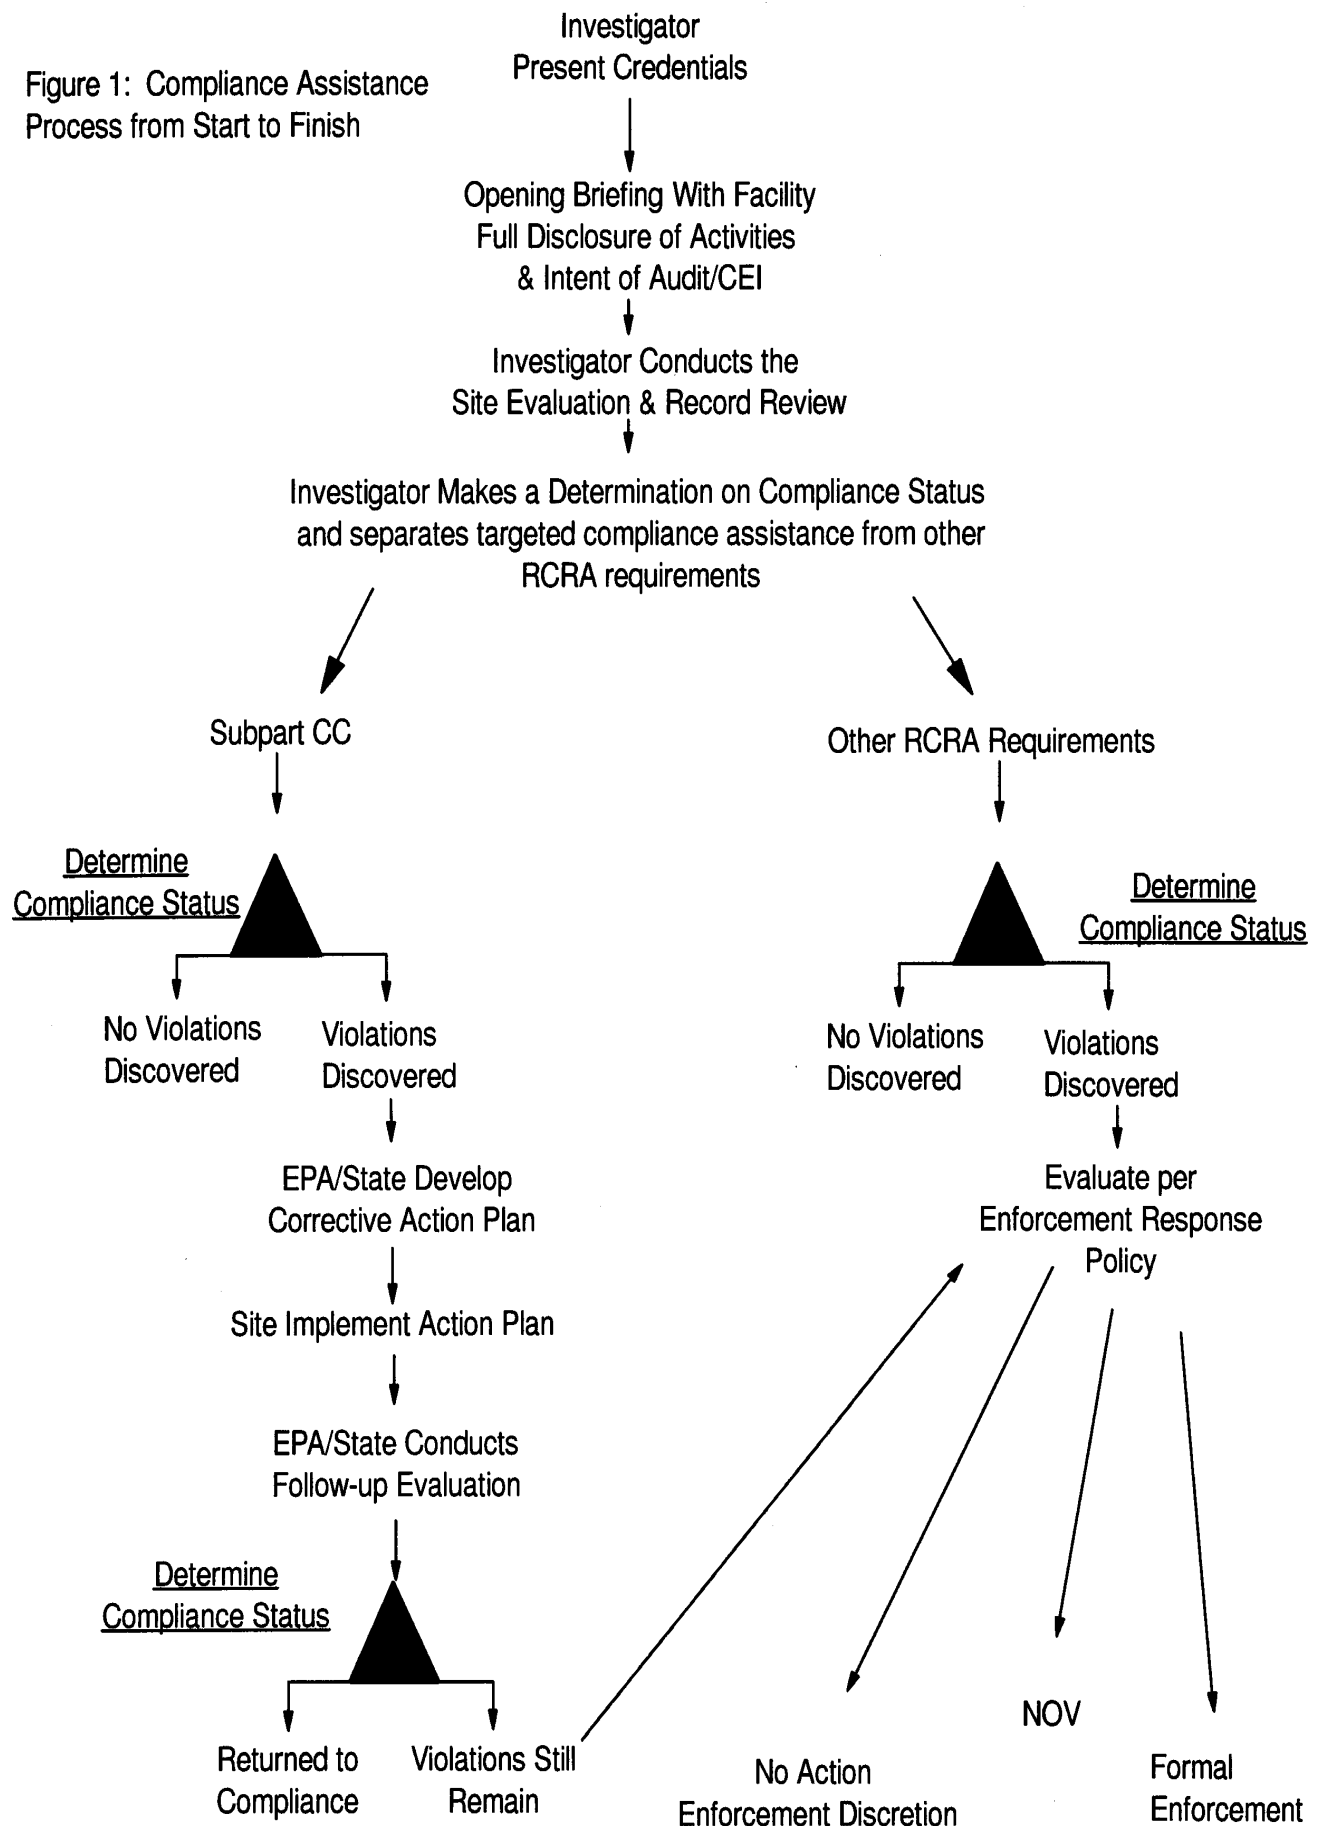 Investigator
Present Credentials
Figure 1: Compliance Assistance
Process from Start to Finish
Opening Briefing With Facility
Full Disclosure of Activities
& Intent of Audit/CEI
Investigator Conducts the
Site Evaluation & Record Review
Investigator Makes a Determination on Compliance Status
and separates targeted compliance assistance from other
RCRA requirements
Subpart CC
Determine
Compliance Status
No Violations
Discovered
Violations
Discovered
EPA/State Develop
Corrective Action Plan
Site Implement Action Plan
EPA/State Conducts
Follow-up Evaluation
Determine
Compliance Status
Returned to
Compliance
Violations Still
Remain
Other RCRA Requirements
Determine
Compliance Status
No Violations
Discovered
Violations
Discovered
Evaluate per
Enforcement Response
Policy
No Action
Enforcement Discretion
NOV
Formal
Enforcement